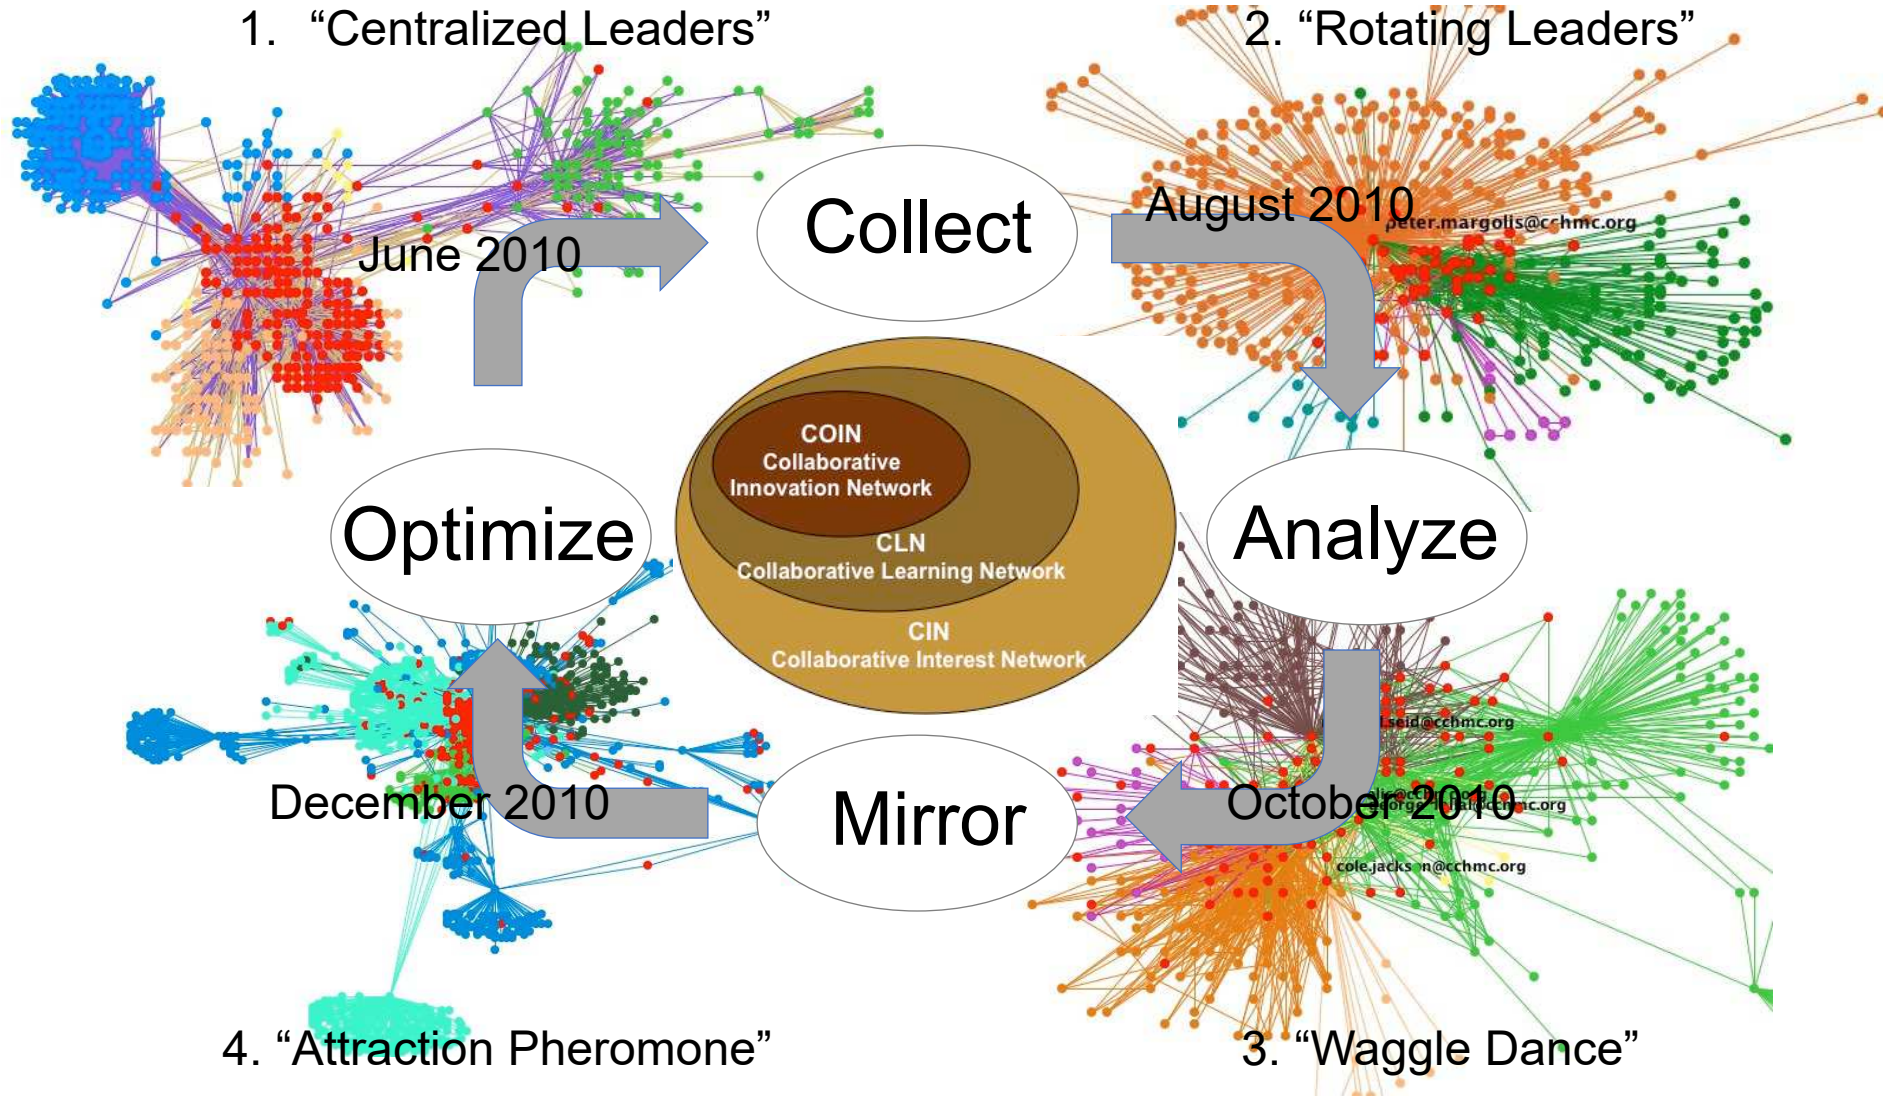 1. “Centralized Leaders”
2. “Rotating Leaders”
June 2010
Collect
August 2010
peter.margolis@cchmc.org
COIN
Collaborative
Innovation Network
CLN
Collaborative Learning Network
CIN
Collaborative Interest Network
Optimize
Analyze
Mirror
December 2010
October 2010
cole.jackson@cchmc.org
4. “Attraction Pheromone”
3. “Waggle Dance”